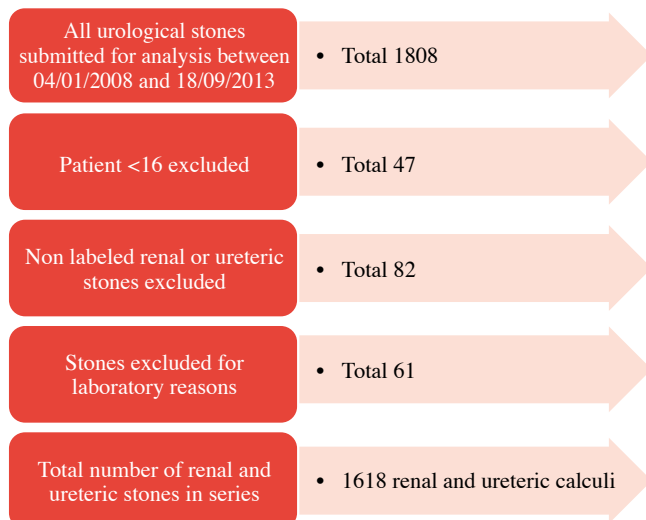 All urological stones
submitted for analysis between
04/01/2008 and 18/09/2013
• Total 1808
Patient <16 excluded
• Total 47
Non labeled renal or ureteric
stones excluded
• Total 82
Stones excluded for
laboratory reasons
• Total 61
Total number of renal and
ureteric stones in series
• 1618 renal and ureteric calculi